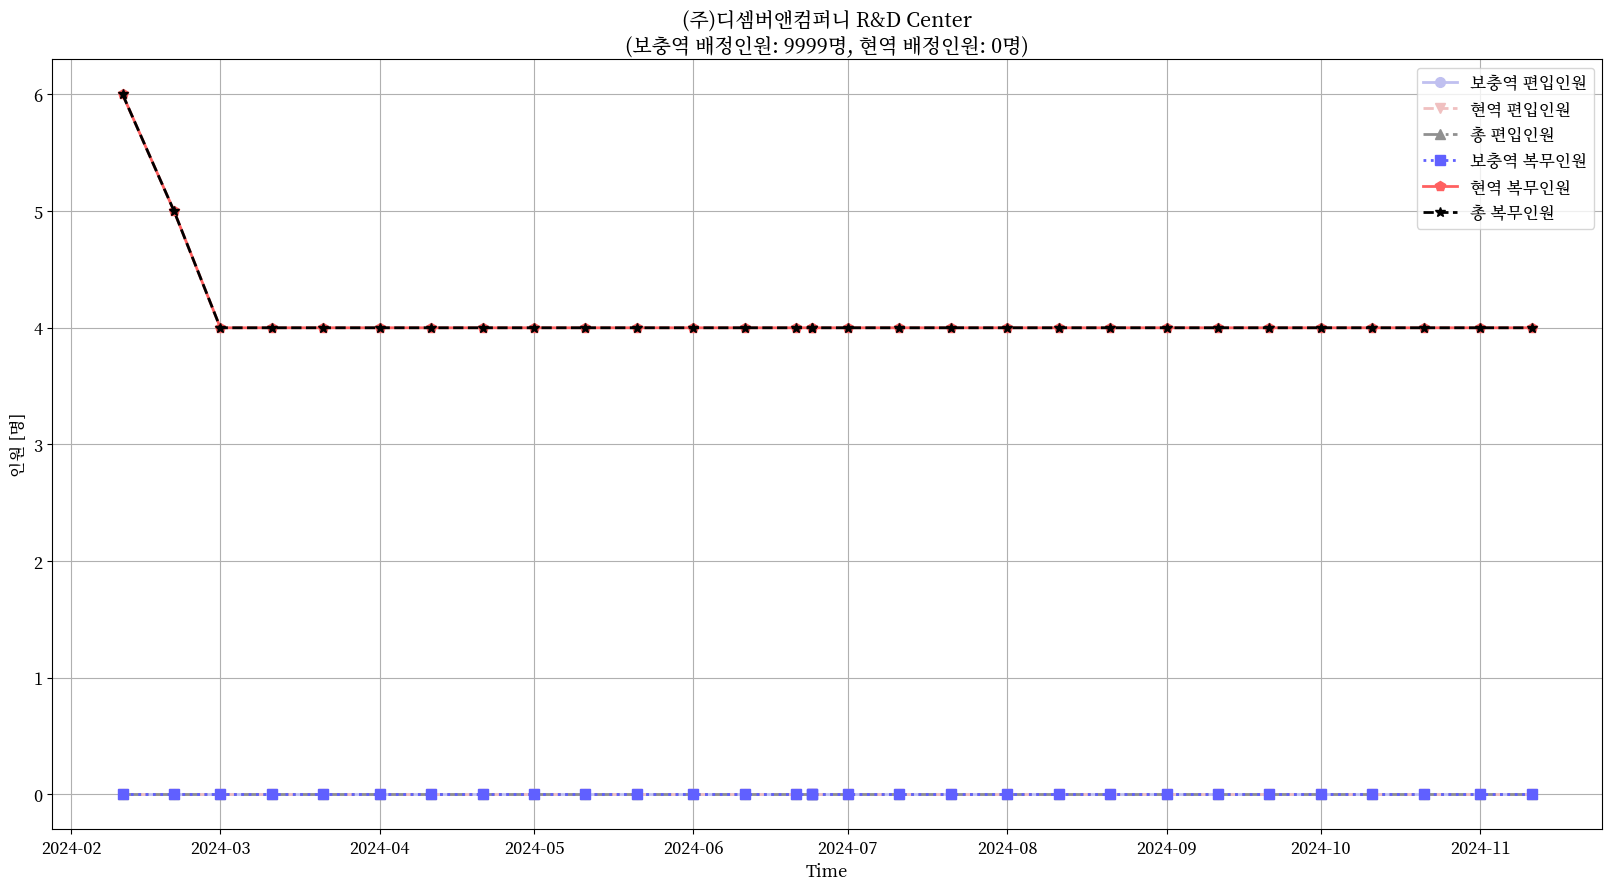 (주)디셈버앤컴퍼니 R&D Center
(보충역 배정인원: 9999명, 현역 배정인원: 0명)
보충역 편입인원
현역 편입인원
총 편입인원
보충역 복무인원
현역 복무인원
총 복무인원
인원 [명]
6
5
4
3
2
1
0
2024-02 2024-03 2024-04 2024-05 2024-06 2024-07 2024-08 2024-09 2024-10 2024-11
Time